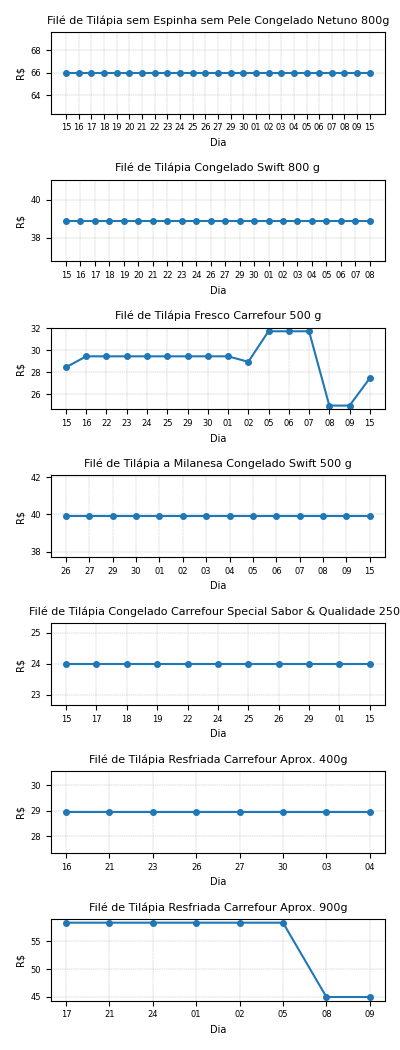 Filé de Tilápia sem Espinha sem Pele Congelado Netuno 800g
68
66
64
R$
15 16 17 18 19 20 21 22 23 24 25 26 27 29 30 01 02 03 04 05 06 07 08 09 15
Dia
Filé de Tilápia Congelado Swift 800 g
40
38
R$
15 16 17 18 19 20 21 22 23 24 26 27 29 30 01 02 03 04 05 06 07 08
Dia
Filé de Tilápia Fresco Carrefour 500 g
32
30
28
26
R$
15 16 22 23 24 25 29 30 01 02 05 06 07 08 09 15
Dia
Filé de Tilápia a Milanesa Congelado Swift 500 g
42
40
38
R$
26 27 29 30 01 02 03 04 05 06 07 08 09 15
Dia
Filé de Tilápia Congelado Carrefour Special Sabor & Qualidade 250
25
24
23
R$
15 17 18 19 22 24 25 26 29 01 15
Dia
Filé de Tilápia Resfriada Carrefour Aprox. 400g
30
29
28
R$
16 21 23 26 27 30 03 04
Dia
Filé de Tilápia Resfriada Carrefour Aprox. 900g
55
50
45
R$
17 21 24 01 02 05 08 09
Dia